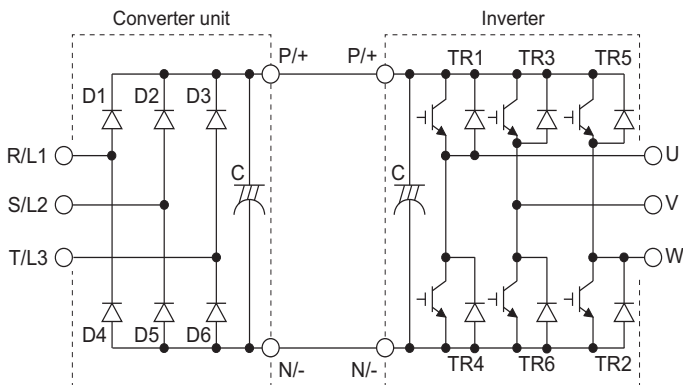 Converter unit
Inverter
P/+
P/+
TR1
TR3
TR5
D1
D2
D3
R/L1
U
C
C
S/L2
V
T/L3
W
D4
D5
D6
TR4
TR6
TR2
N/-
N/-